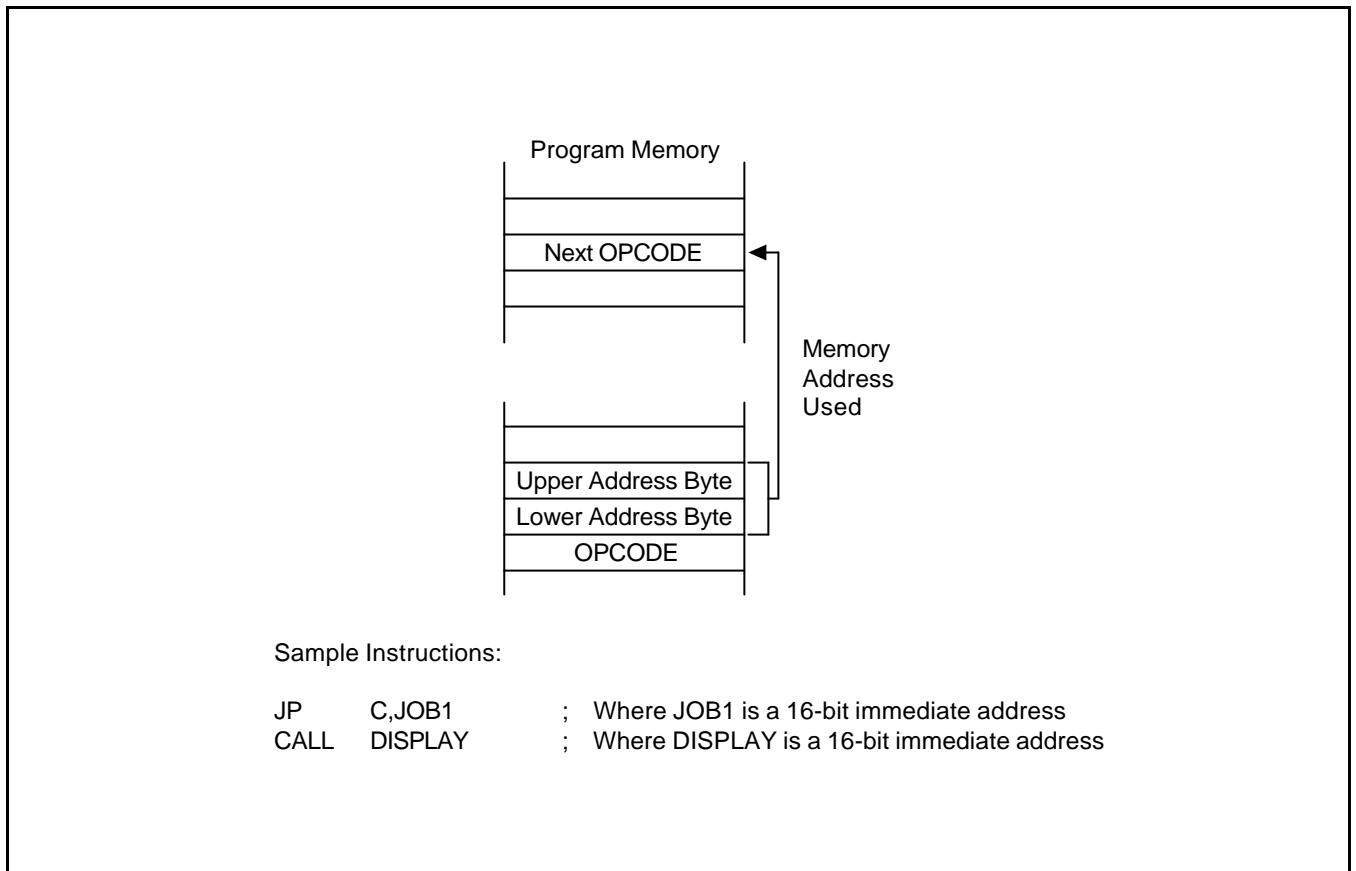 Program Memory
Next OPCODE
Memory
Address
Used
Upper Address Byte
Lower Address Byte
OPCODE
Sample Instructions:
JP C,JOB1 ; Where JOB1 is a 16-bit immediate address
CALL DISPLAY ; Where DISPLAY is a 16-bit immediate address